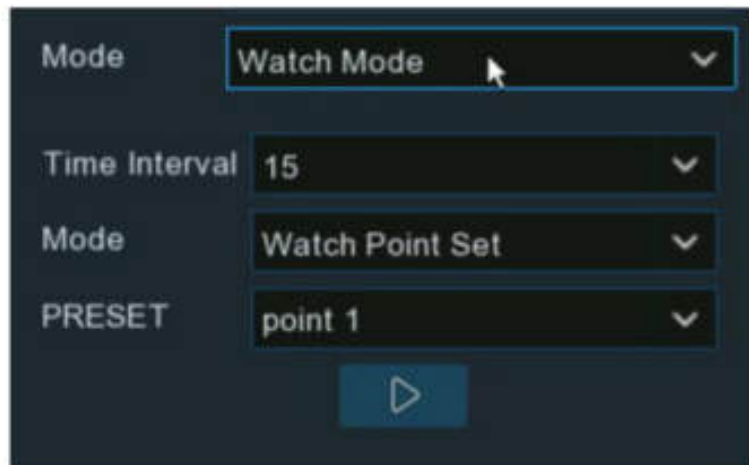 Mode Watch Mode
Time Interval 15
Mode Watch Point Set
PRESET point 1